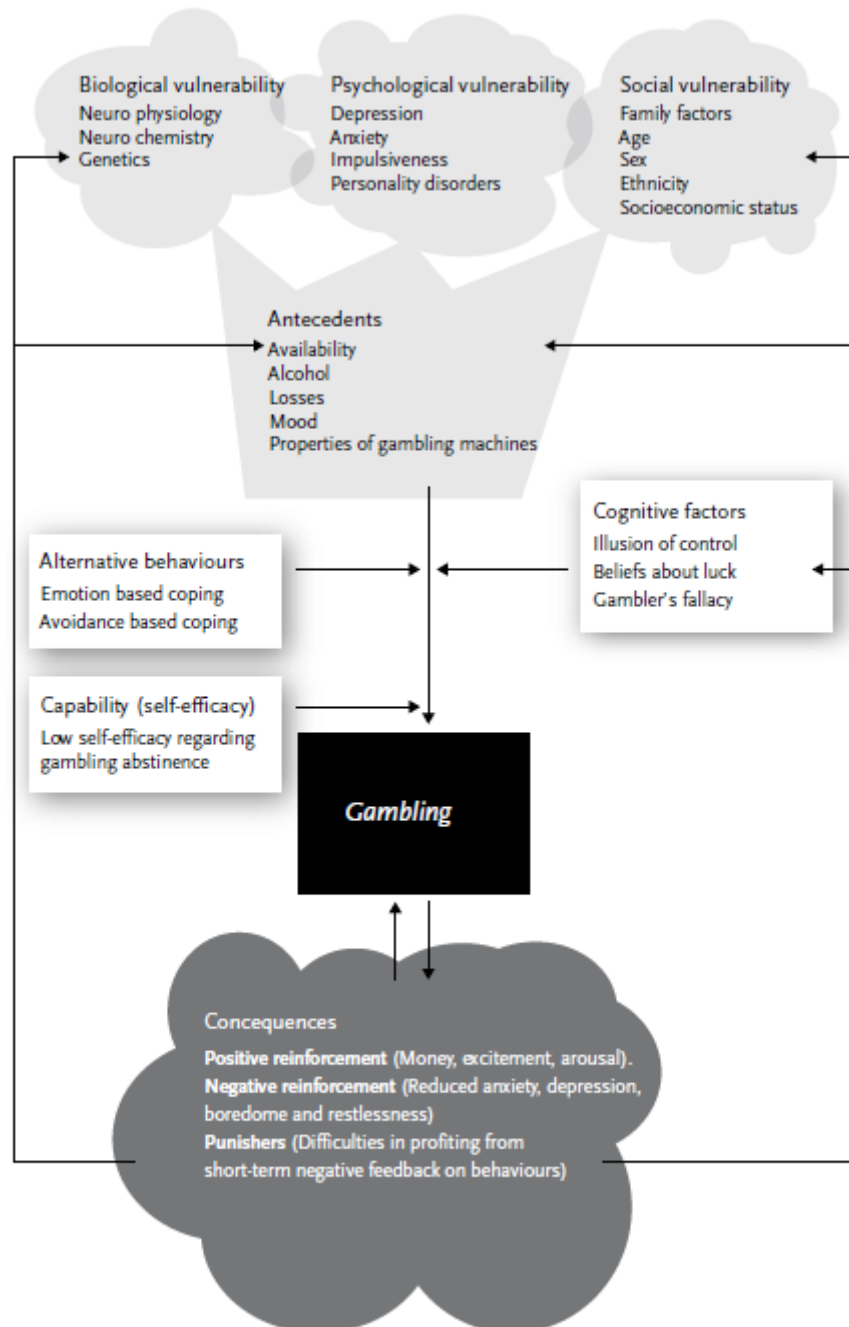 Biological vulnerability
Neuro physiology
Neuro chemistry
Genetics
Psychological vulnerability
Depression
Anxiety
Impulsiveness
Personality disorders
Social vulnerability
Family factors
Age
Sex
Ethnicity
Socioeconomic status
Antecedents
Availability
Alcohol
Losses
Mood
Properties of gambling machines
Cognitive factors
Illusion of control
Beliefs about luck
Gambler's fallacy
Alternative behaviours
Emotion based coping
Avoidance based coping
Capability (self-efficacy)
Low self-efficacy regarding
gambling abstinence
Gambling
Concequences
Positive reinforcement (Money, excitement, arousal).
Negative reinforcement (Reduced anxiety, depression,
boredome and restlessness)
Punishers (Difficulties in profiting from
short-term negative feedback on behaviours)